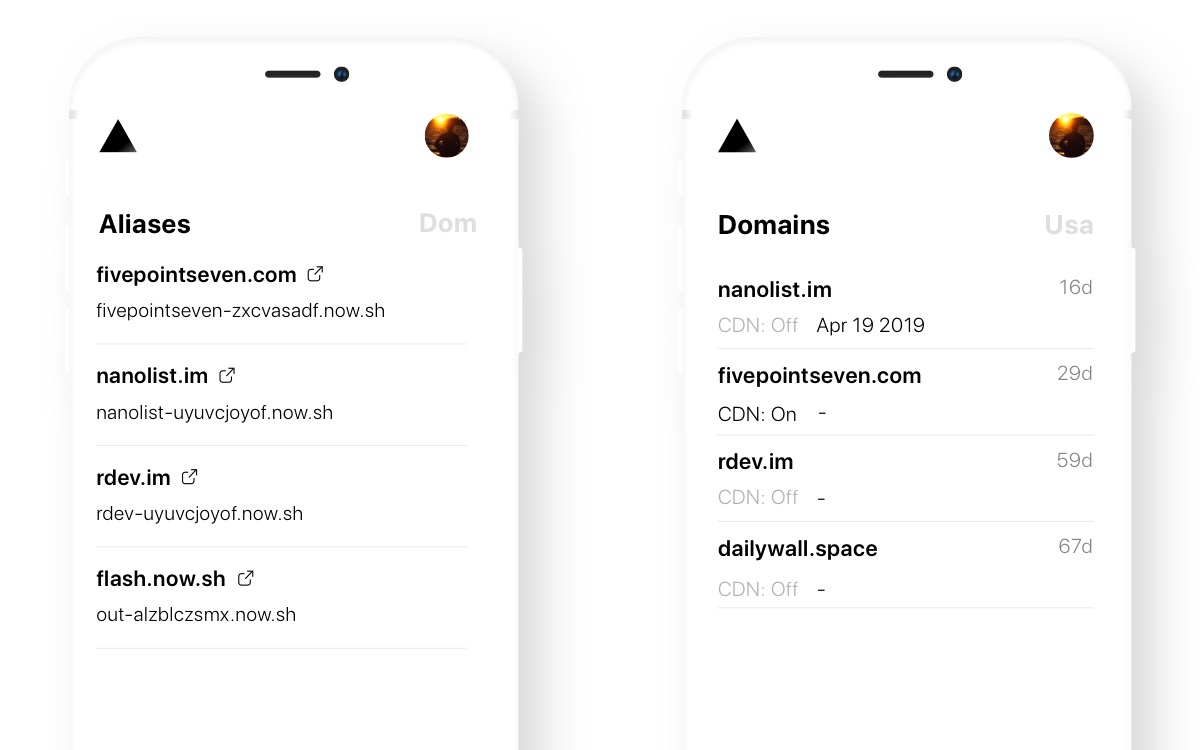 Aliases Dom
fivepointseven.com
fivepointseven-zxcvasadf.now.sh
nanolist.im
nanolist-uyuvcjoyof.now.sh
rdev.im
rdev-uyuvcjoyof.now.sh
flash.now.sh
out-alzblczsmx.now.sh
Domains Usa
nanolist.im 16d
CDN: Off Apr 19 2019
fivepointseven.com 29d
CDN: On -
rdev.im 59d
CDN: Off -
dailywall.space 67d
CDN: Off -